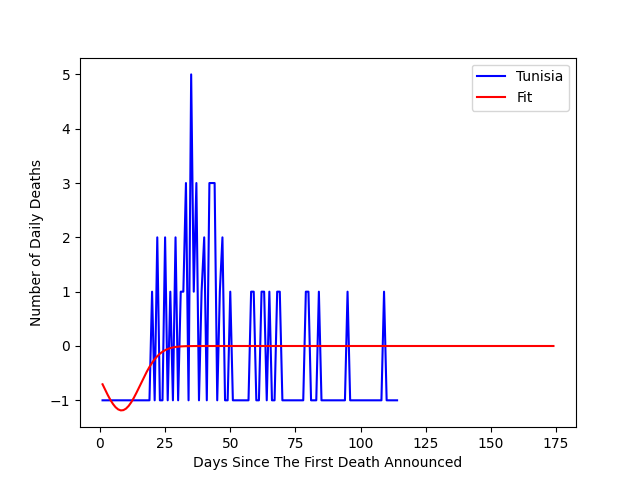 Tunisia
Fit
5
4
3
2
1
0
−1
Number of Daily Deaths
0 25 50 75 100 125 150 175
Days Since The First Death Announced